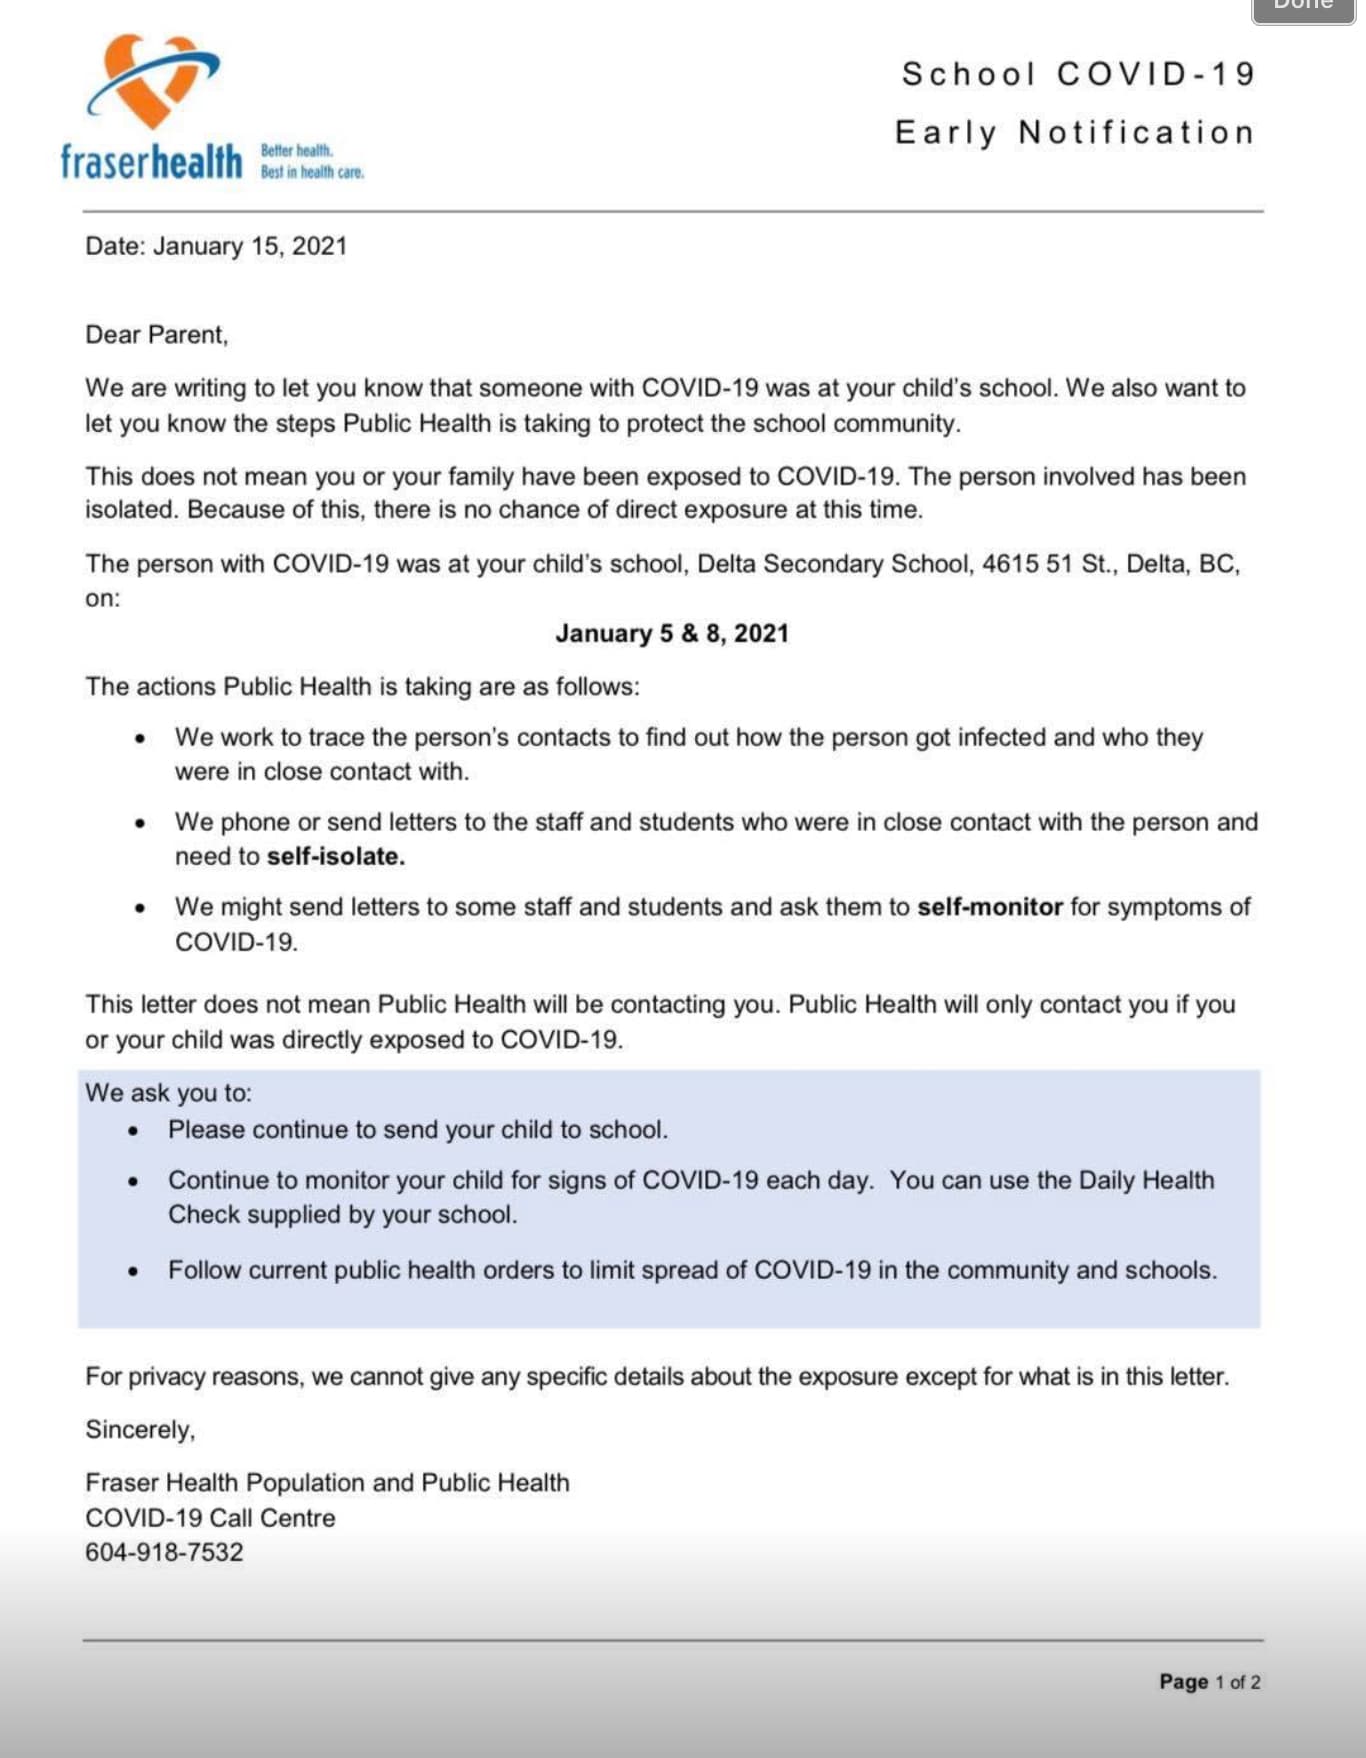 Done
School COVID-19
Early Notification
fraserhealth
Better health.
Best in health care.
Date: January 15, 2021
Dear Parent,
We are writing to let you know that someone with COVID-19 was at your child's school. We also want to
let you know the steps Public Health is taking to protect the school community.
This does not mean you or your family have been exposed to COVID-19. The person involved has been
isolated. Because of this, there is no chance of direct exposure at this time.
The person with COVID-19 was at your child's school, Delta Secondary School, 4615 51 St., Delta, BC,
on:
January 5 & 8, 2021
The actions Public Health is taking are as follows:
• We work to trace the person's contacts to find out how the person got infected and who they
were in close contact with.
• We phone or send letters to the staff and students who were in close contact with the person and
need to self-isolate.
• We might send letters to some staff and students and ask them to self-monitor for symptoms of
COVID-19.
This letter does not mean Public Health will be contacting you. Public Health will only contact you if you
or your child was directly exposed to COVID-19.
We ask you to:
• Please continue to send your child to school.
• Continue to monitor your child for signs of COVID-19 each day. You can use the Daily Health
Check supplied by your school.
• Follow current public health orders to limit spread of COVID-19 in the community and schools.
For privacy reasons, we cannot give any specific details about the exposure except for what is in this letter.
Sincerely,
Fraser Health Population and Public Health
COVID-19 Call Centre
604-918-7532
Page 1 of 2